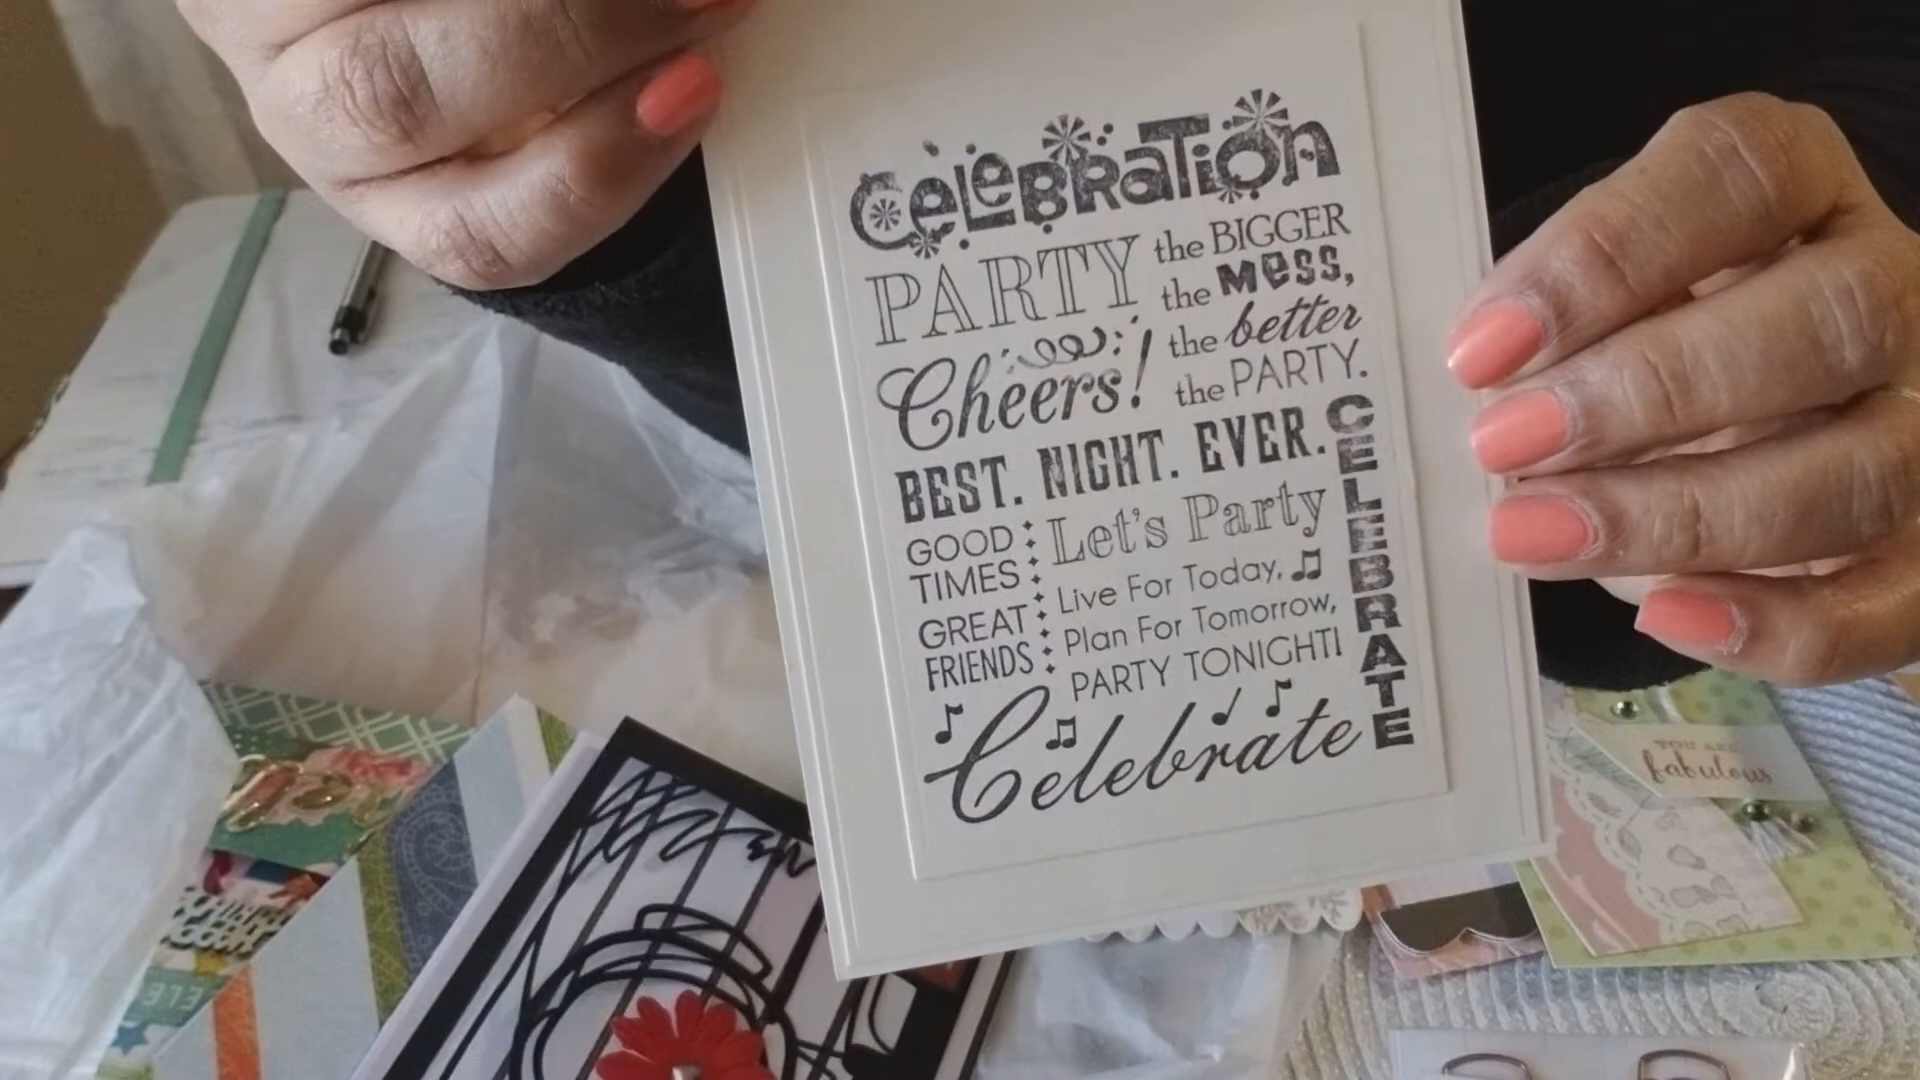 CELEBRATION
PARTY
the BIGGER
the MESS,
the better
the PARTY.
Cheers!
BEST. NIGHT. EVER.
GOOD
TIMES
GREAT
FRIENDS
Let's Party
Live For Today,
Plan For Tomorrow,
PARTY TONIGHT!
CELEBRATE
Celebrate
YOU ARE
fabulous